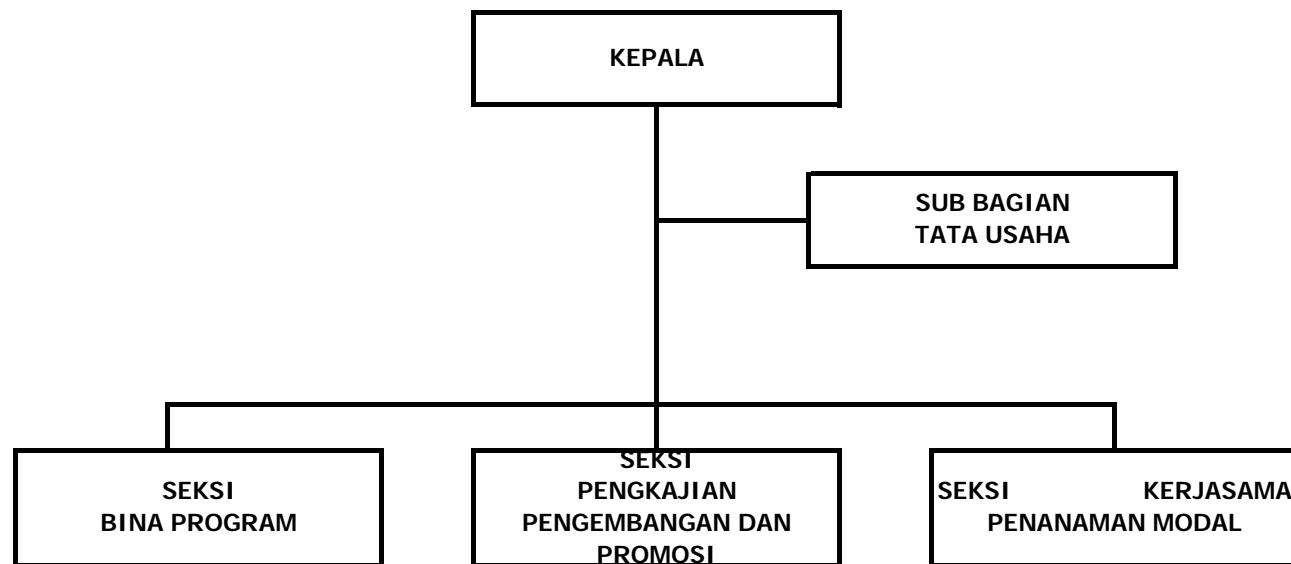 KEPALA
SUB BAGIAN
TATA USAHA
SEKSI
BINA PROGRAM
SEKSI
PENGKAJIAN
PENGEMBANGAN DAN
PROMOSI
SEKSI KERJASAMA
PENANAMAN MODAL